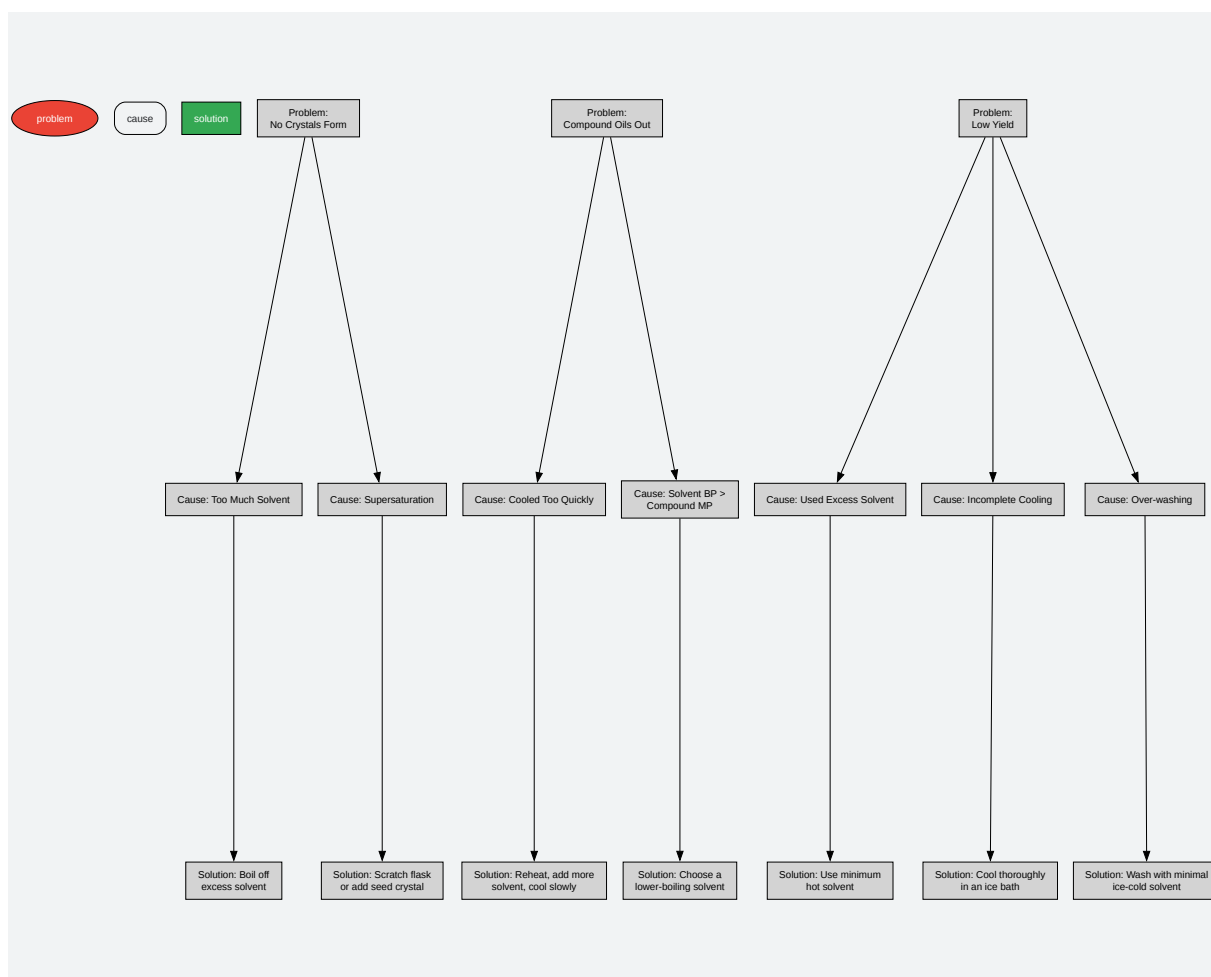 problem
cause
solution
Problem:
No Crystals Form
Problem:
Compound Oils Out
Problem:
Low Yield
Cause: Too Much Solvent
Cause: Supersaturation
Cause: Cooled Too Quickly
Cause: Solvent BP >
Compound MP
Cause: Used Excess Solvent
Cause: Incomplete Cooling
Cause: Over-washing
Solution: Boil off
excess solvent
Solution: Scratch flask
or add seed crystal
Solution: Reheat, add more
solvent, cool slowly
Solution: Choose a
lower-boiling solvent
Solution: Use minimum
hot solvent
Solution: Cool thoroughly
in an ice bath
Solution: Wash with minimal
ice-cold solvent